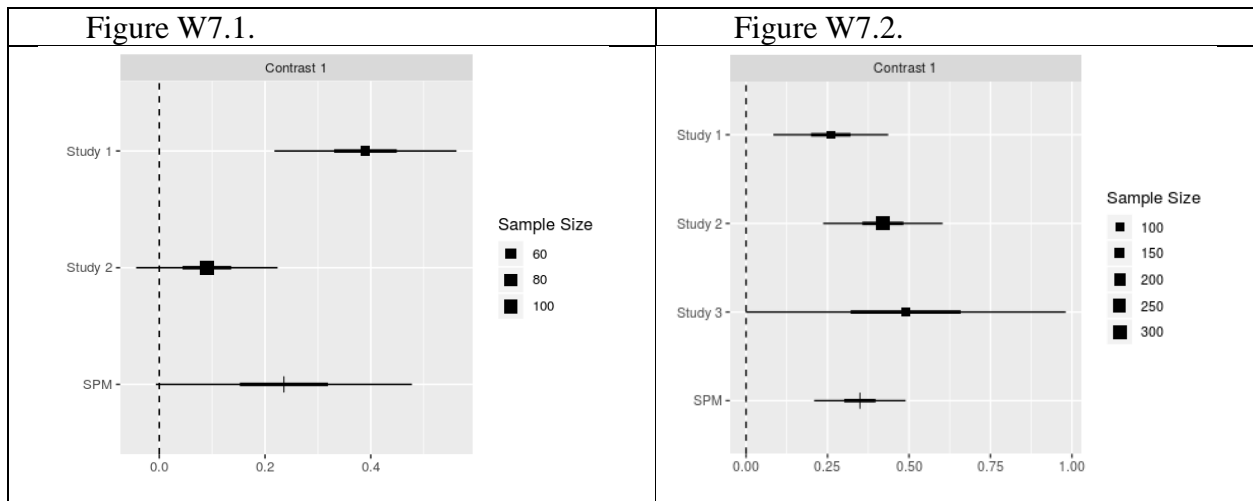 Figure W7.1.
Contrast 1
Study 1
Study 2
SPM
0.0 0.2 0.4
Sample Size
60
80
100
Figure W7.2.
Contrast 1
Study 1
Study 2
Study 3
SPM
0.00 0.25 0.50 0.75 1.00
Sample Size
100
150
200
250
300